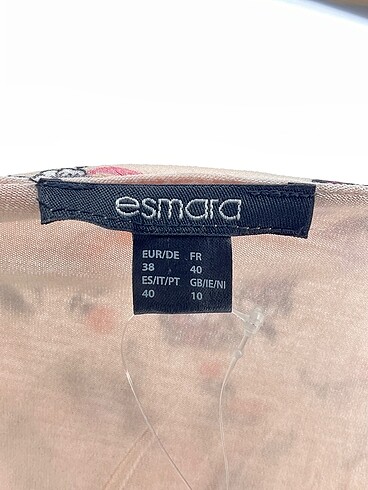 esmara
EUR/DE FR
38 40
ES/IT/PT GB/IE/NI
40 10